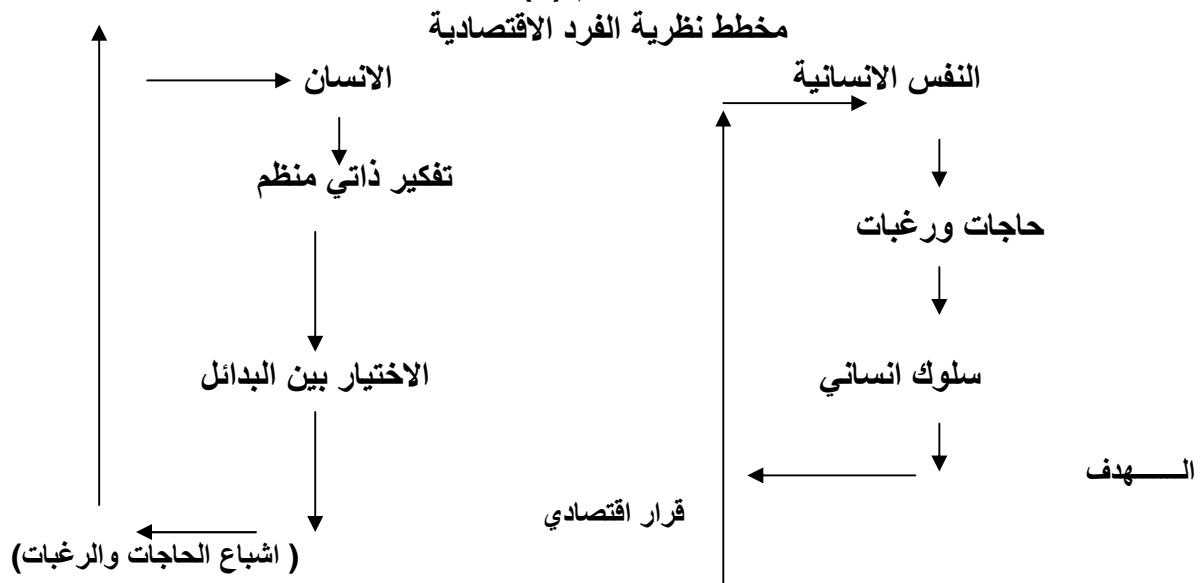 مخطط نظرية الفرد الاقتصادية
النفس الانسانية
الانسان
تفكير ذاتي منظم
حاجات ورغبات
سلوك انساني
الاختيار بين البدائل
الـــــــهدف
قرار اقتصادي
( اشباع الحاجات والرغبات)